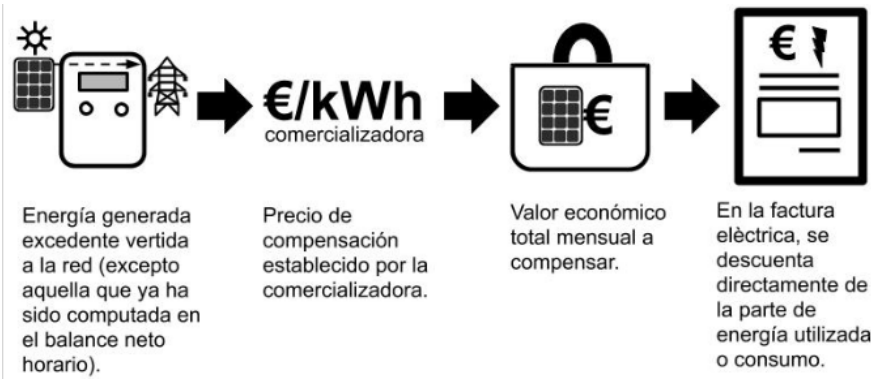 €/kWh
comercializadora
€
€
Energía generada
excedente vertida
a la red (excepto
aquella que ya ha
sido computada en
el balance neto
horario).
Precio de
compensación
establecido por la
comercializadora.
Valor económico
total mensual a
compensar.
En la factura
elèctrica, se
descuenta
directamente de
la parte de
energía utilizada
o consumo.